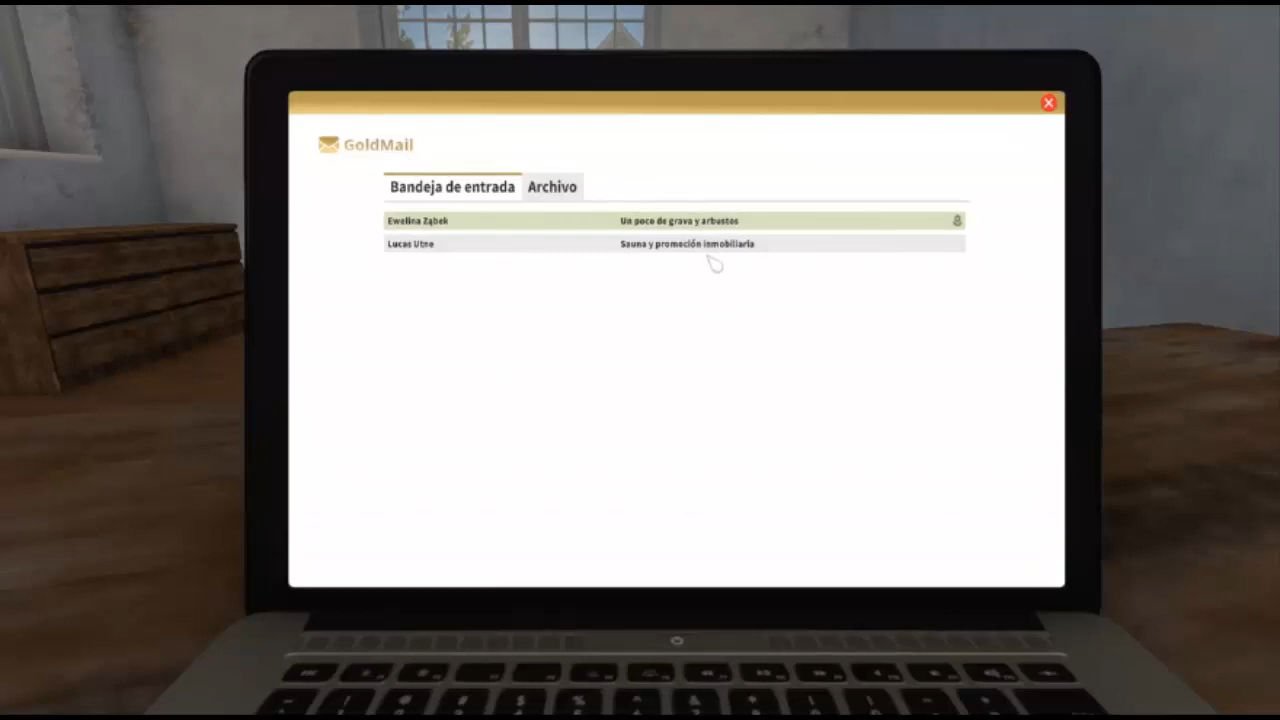 GoldMail
Bandeja de entrada Archivo
Ewelina Ząbek Un poco de grava y arbustos
Lucas Utne Sauna y promoción inmobiliaria